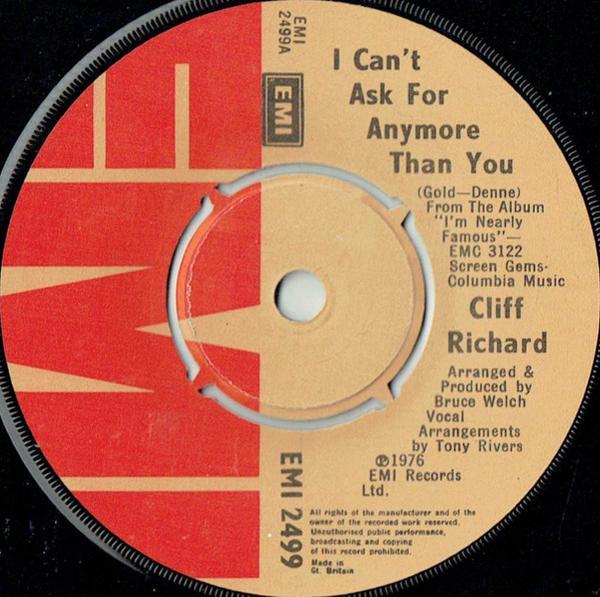 EMI
2499A
EMI
I Can't
Ask For
Anymore
Than You
(Gold—Denne)
From The Album
"I'm Nearly
Famous"—
EMC 3122
Screen Gems-
Columbia Music
Cliff
Richard
Arranged &
Produced by
Bruce Welch
Vocal
Arrangements
by Tony Rivers
℗1976
EMI Records
Ltd.
EMI 2499
All rights of the manufacturer and of the
owner of the recorded work reserved.
Unauthorised public performance,
broadcasting and copying
of this record prohibited.
Made in
Gt. Britain
EMI